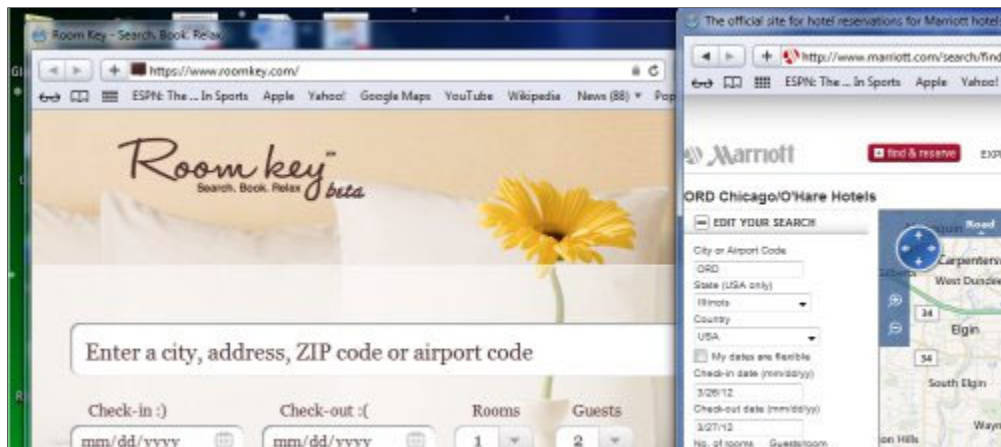 Room Key - Search. Book. Relax.
https://www.roomkey.com/
ESPN: The ... In Sports Apple Yahoo! Google Maps YouTube Wikipedia News (88) Pop
Room key
Search. Book. Relax
beta
Enter a city, address, ZIP code or airport code
Check-in :) Check-out :( Rooms Guests
mm/dd/yyyy mm/dd/yyyy 1 2
The official site for hotel reservations for Marriott hotel
http://www.marriott.com/search/find
ESPN: The ... In Sports Apple Yahoo!
Marriott
find & reserve EXP
ORD Chicago/O'Hare Hotels
EDIT YOUR SEARCH
City or Airport Code
ORD
State (USA only)
Illinois
Country
USA
My dates are flexible
Check-in date (mm/dd/yy)
3/26/12
Check-out date (mm/dd/yy)
3/27/12
No. of rooms Guests/room
Road
West Dundee
34
Elgin
34
South Elgin